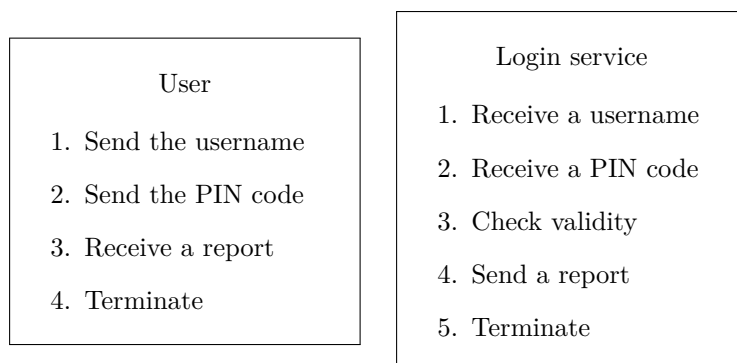 User
1. Send the username
2. Send the PIN code
3. Receive a report
4. Terminate
Login service
1. Receive a username
2. Receive a PIN code
3. Check validity
4. Send a report
5. Terminate